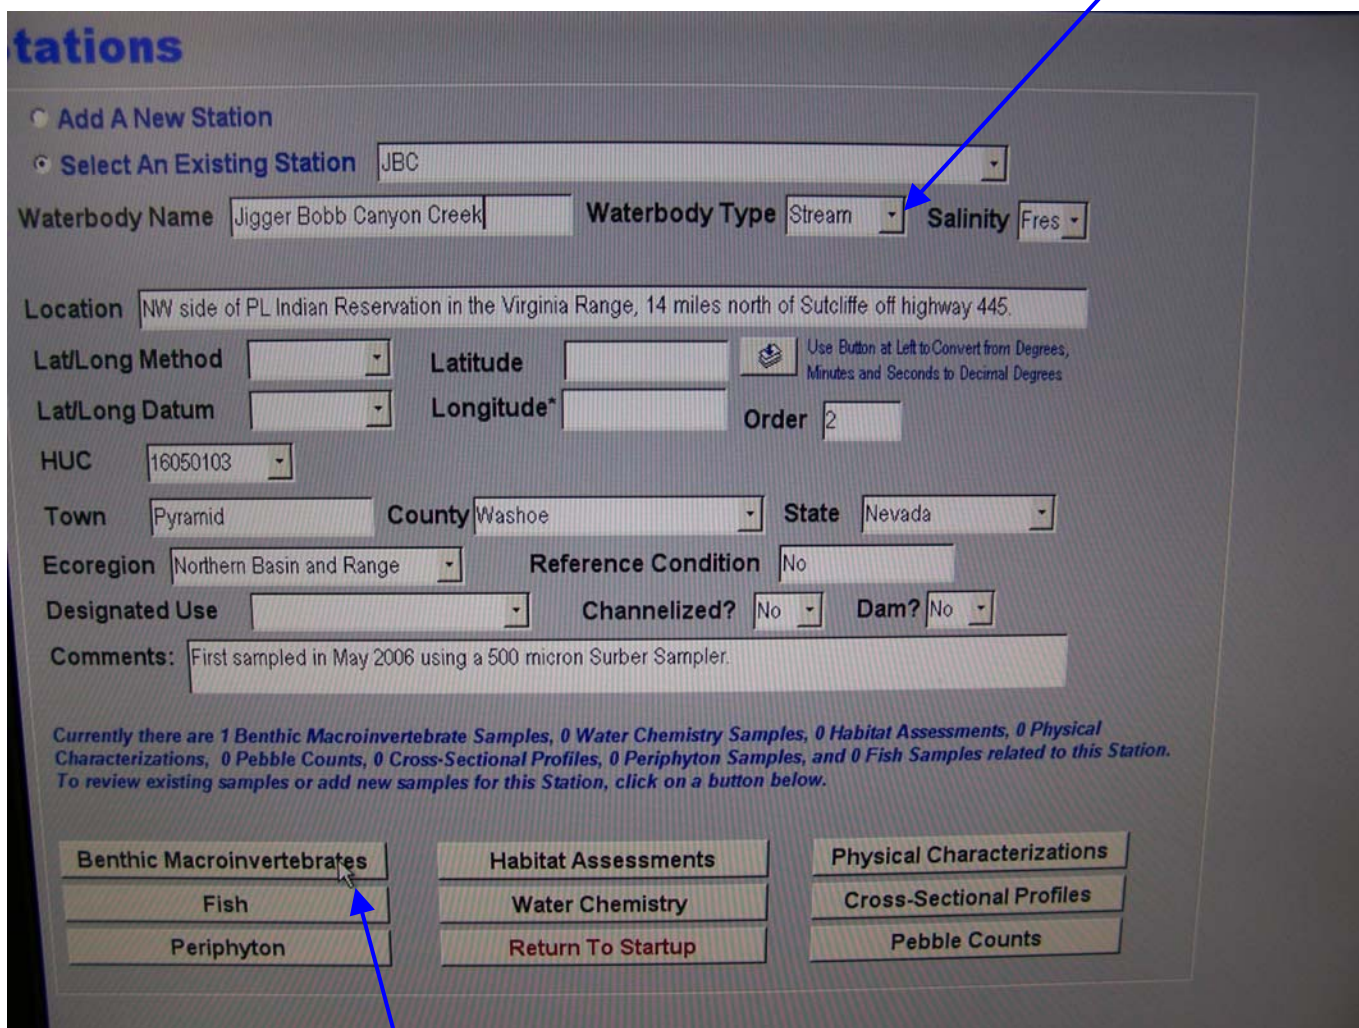 tations
Add A New Station
Select An Existing Station JBC
Waterbody Name Jigger Bobb Canyon Creek Waterbody Type Stream Salinity Fres
Location NW side of PL Indian Reservation in the Virginia Range, 14 miles north of Sutcliffe off highway 445.
Lat/Long Method Latitude Use Button at Left to Convert from Degrees,
Minutes and Seconds to Decimal Degrees
Lat/Long Datum Longitude* Order 2
HUC 16050103
Town Pyramid County Washoe State Nevada
Ecoregion Northern Basin and Range Reference Condition No
Designated Use Channelized? No Dam? No
Comments: First sampled in May 2006 using a 500 micron Surber Sampler.
Currently there are 1 Benthic Macroinvertebrate Samples, 0 Water Chemistry Samples, 0 Habitat Assessments, 0 Physical
Characterizations, 0 Pebble Counts, 0 Cross-Sectional Profiles, 0 Periphyton Samples, and 0 Fish Samples related to this Station.
To review existing samples or add new samples for this Station, click on a button below.
Benthic Macroinvertebrates Habitat Assessments Physical Characterizations
Fish Water Chemistry Cross-Sectional Profiles
Periphyton Return To Startup Pebble Counts